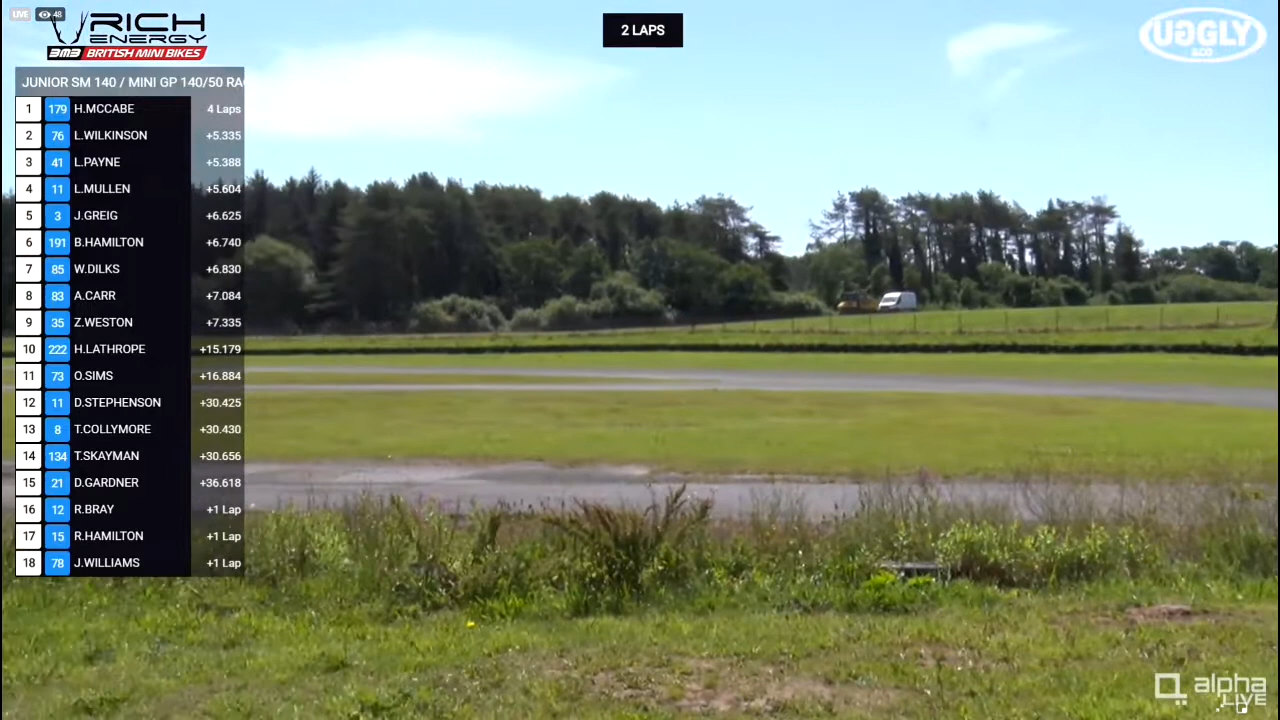 LIVE 48
RICH
ENERGY
BMB BRITISH MINI BIKES
2 LAPS
UGGLY
&CO
JUNIOR SM 140 / MINI GP 140/50 RAC
1 179 H.MCCABE 4 Laps
2 76 L.WILKINSON +5.335
3 41 L.PAYNE +5.388
4 11 L.MULLEN +5.604
5 3 J.GREIG +6.625
6 191 B.HAMILTON +6.740
7 85 W.DILKS +6.830
8 83 A.CARR +7.084
9 35 Z.WESTON +7.335
10 222 H.LATHROPE +15.179
11 73 O.SIMS +16.884
12 11 D.STEPHENSON +30.425
13 8 T.COLLYMORE +30.430
14 134 T.SKAYMAN +30.656
15 21 D.GARDNER +36.618
16 12 R.BRAY +1 Lap
17 15 R.HAMILTON +1 Lap
18 78 J.WILLIAMS +1 Lap
alpha
LIVE